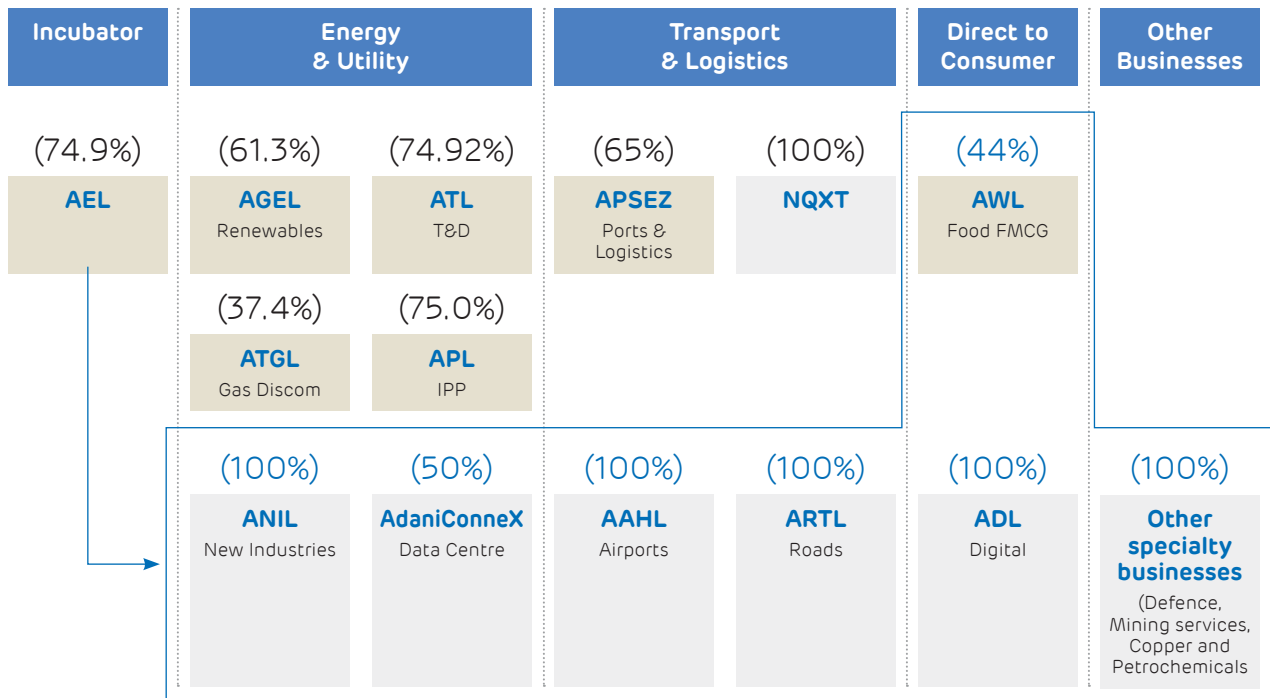 Incubator
Energy
& Utility
Transport
& Logistics
Direct to
Consumer
Other
Businesses
(74.9%)
AEL
(61.3%)
AGEL
Renewables
(74.92%)
ATL
T&D
(65%)
APSEZ
Ports &
Logistics
(100%)
NQXT
(44%)
AWL
Food FMCG
(37.4%)
ATGL
Gas Discom
(75.0%)
APL
IPP
(100%)
ANIL
New Industries
(50%)
AdaniConneX
Data Centre
(100%)
AAHL
Airports
(100%)
ARTL
Roads
(100%)
ADL
Digital
(100%)
Other
specialty
businesses
(Defence,
Mining services,
Copper and
Petrochemicals